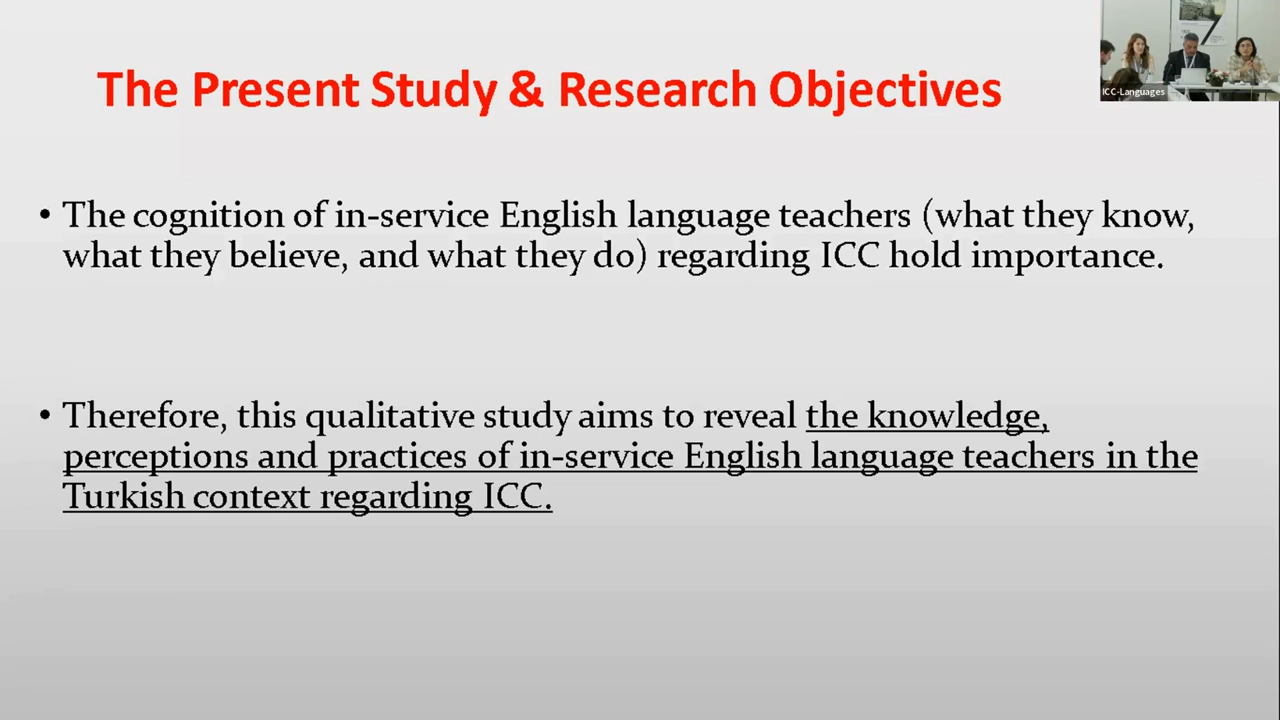 The Present Study & Research Objectives
ICC-Languages
• The cognition of in-service English language teachers (what they know,
what they believe, and what they do) regarding ICC hold importance.
• Therefore, this qualitative study aims to reveal the knowledge,
perceptions and practices of in-service English language teachers in the
Turkish context regarding ICC.